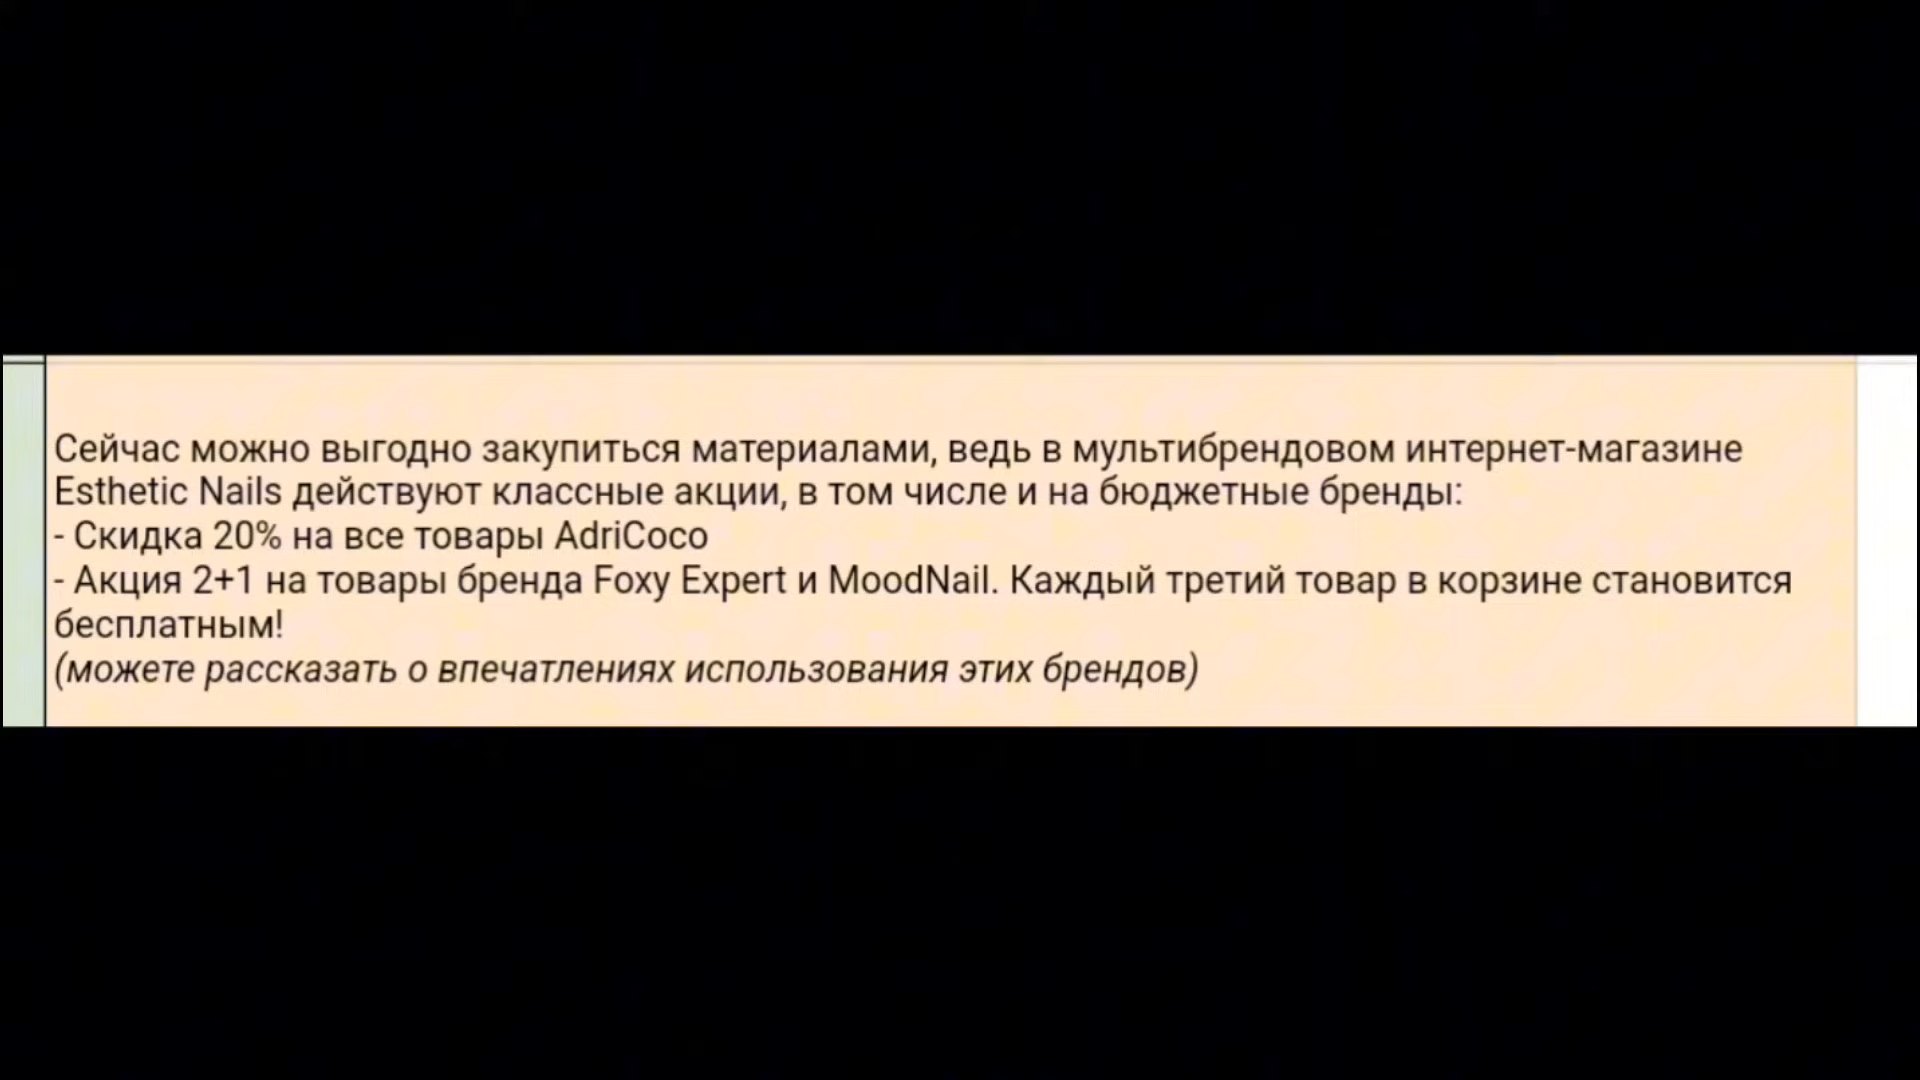 Сейчас можно выгодно закупиться материалами, ведь в мультибрендовом интернет-магазине
Esthetic Nails действуют классные акции, в том числе и на бюджетные бренды:
- Скидка 20% на все товары AdriCoco
- Акция 2+1 на товары бренда Foxy Expert и MoodNail. Каждый третий товар в корзине становится
бесплатным!
(можете рассказать о впечатлениях использования этих брендов)